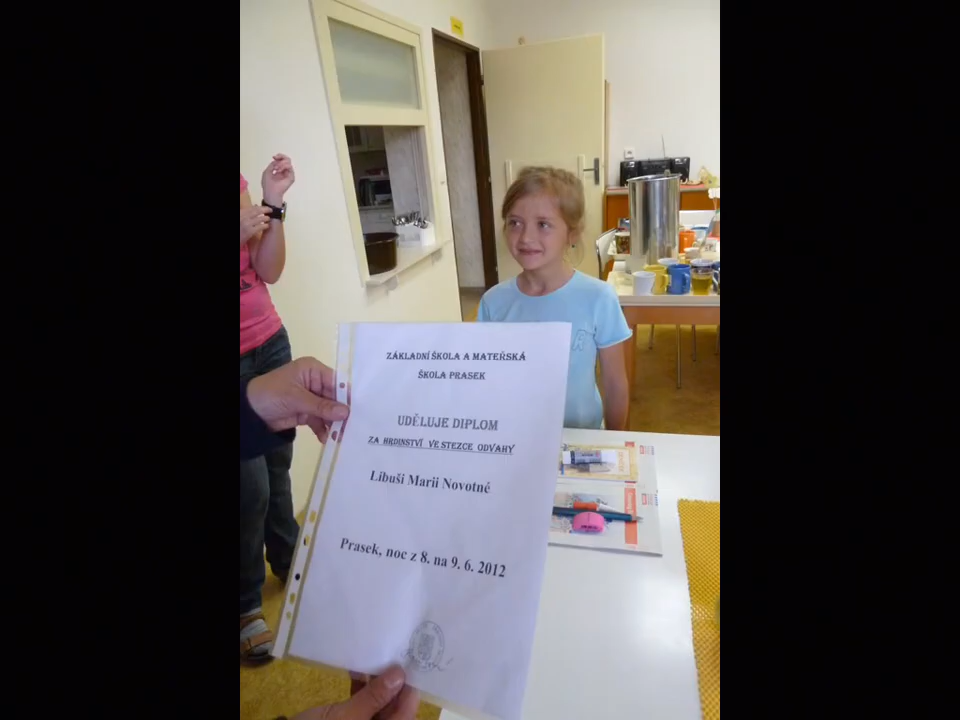 ZÁKLADNÍ ŠKOLA A MATEŘSKÁ
ŠKOLA PRASEK
UDĚLUJE DIPLOM
ZA HRDINSTVÍ VE STEZCE ODVAHY
Libuši Marii Novotné
Prasek, noc z 8. na 9. 6. 2012